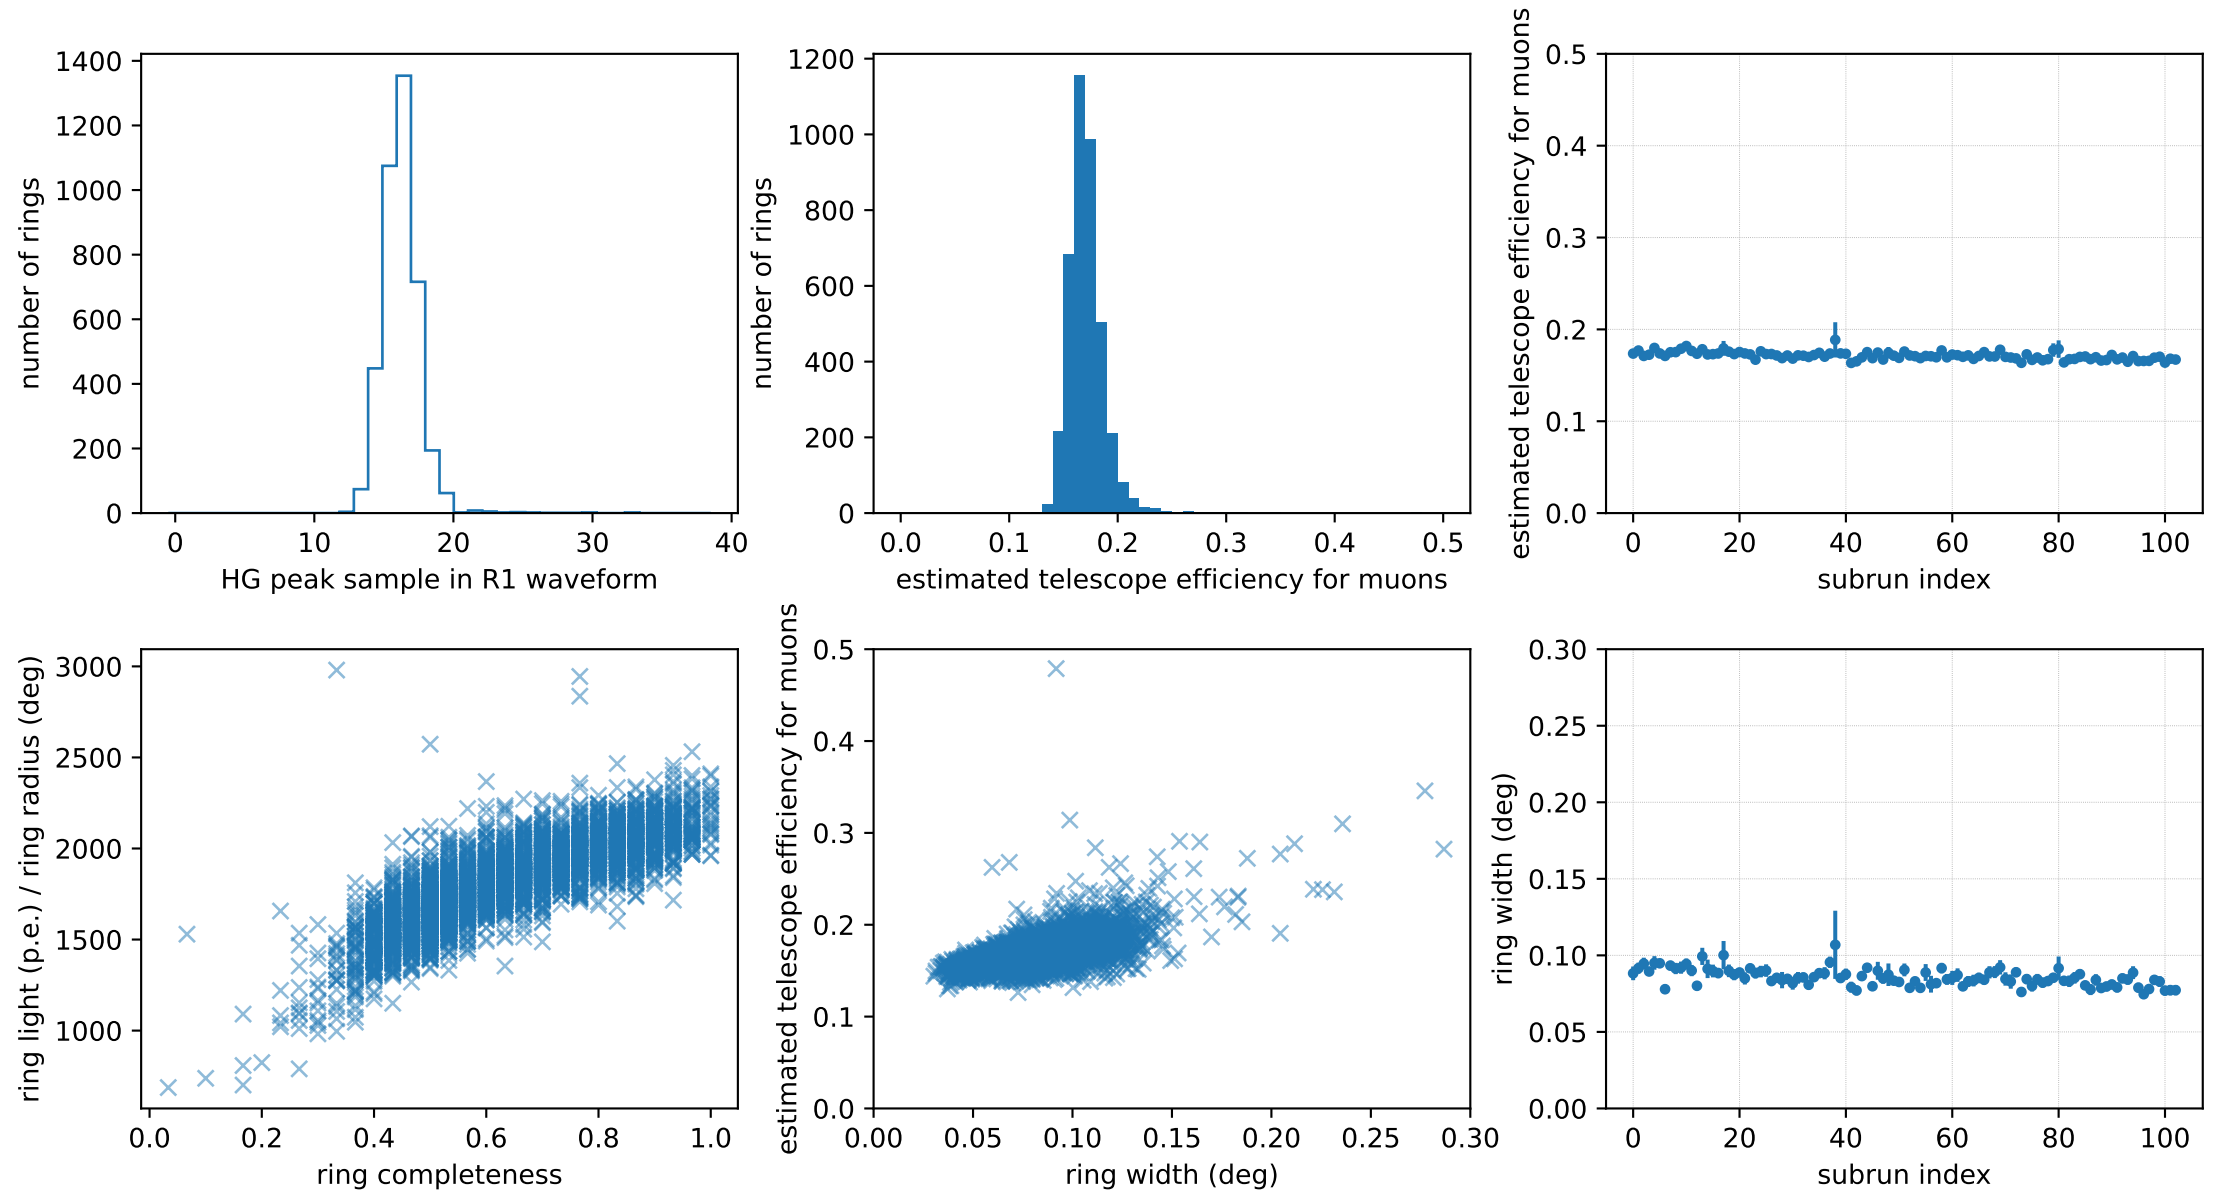 1400
1200
1000
800
600
400
200
0
number of rings
0 10 20 30 40
HG peak sample in R1 waveform
1200
1000
800
600
400
200
0
number of rings
0.0 0.1 0.2 0.3 0.4 0.5
estimated telescope efficiency for muons
0.5
0.4
0.3
0.2
0.1
0.0
estimated telescope efficiency for muons
0 20 40 60 80 100
subrun index
3000
2500
2000
1500
1000
ring light (p.e.) / ring radius (deg)
0.0 0.2 0.4 0.6 0.8 1.0
ring completeness
0.5
0.4
0.3
0.2
0.1
0.0
estimated telescope efficiency for muons
0.00 0.05 0.10 0.15 0.20 0.25 0.30
ring width (deg)
0.30
0.25
0.20
0.15
0.10
0.05
0.00
ring width (deg)
0 20 40 60 80 100
subrun index